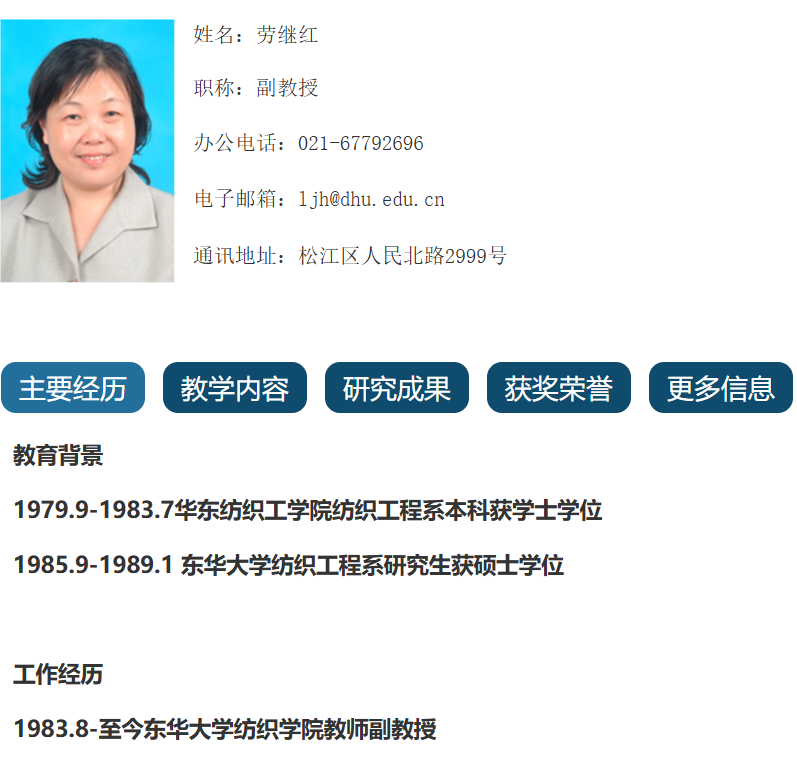 姓名：劳继红
职称：副教授
办公电话：021-67792696
电子邮箱：ljh@dhu.edu.cn
通讯地址：松江区人民北路2999号
主要经历 教学内容 研究成果 获奖荣誉 更多信息
教育背景
1979.9-1983.7华东纺织工学院纺织工程系本科获学士学位
1985.9-1989.1 东华大学纺织工程系研究生获硕士学位
工作经历
1983.8-至今东华大学纺织学院教师副教授